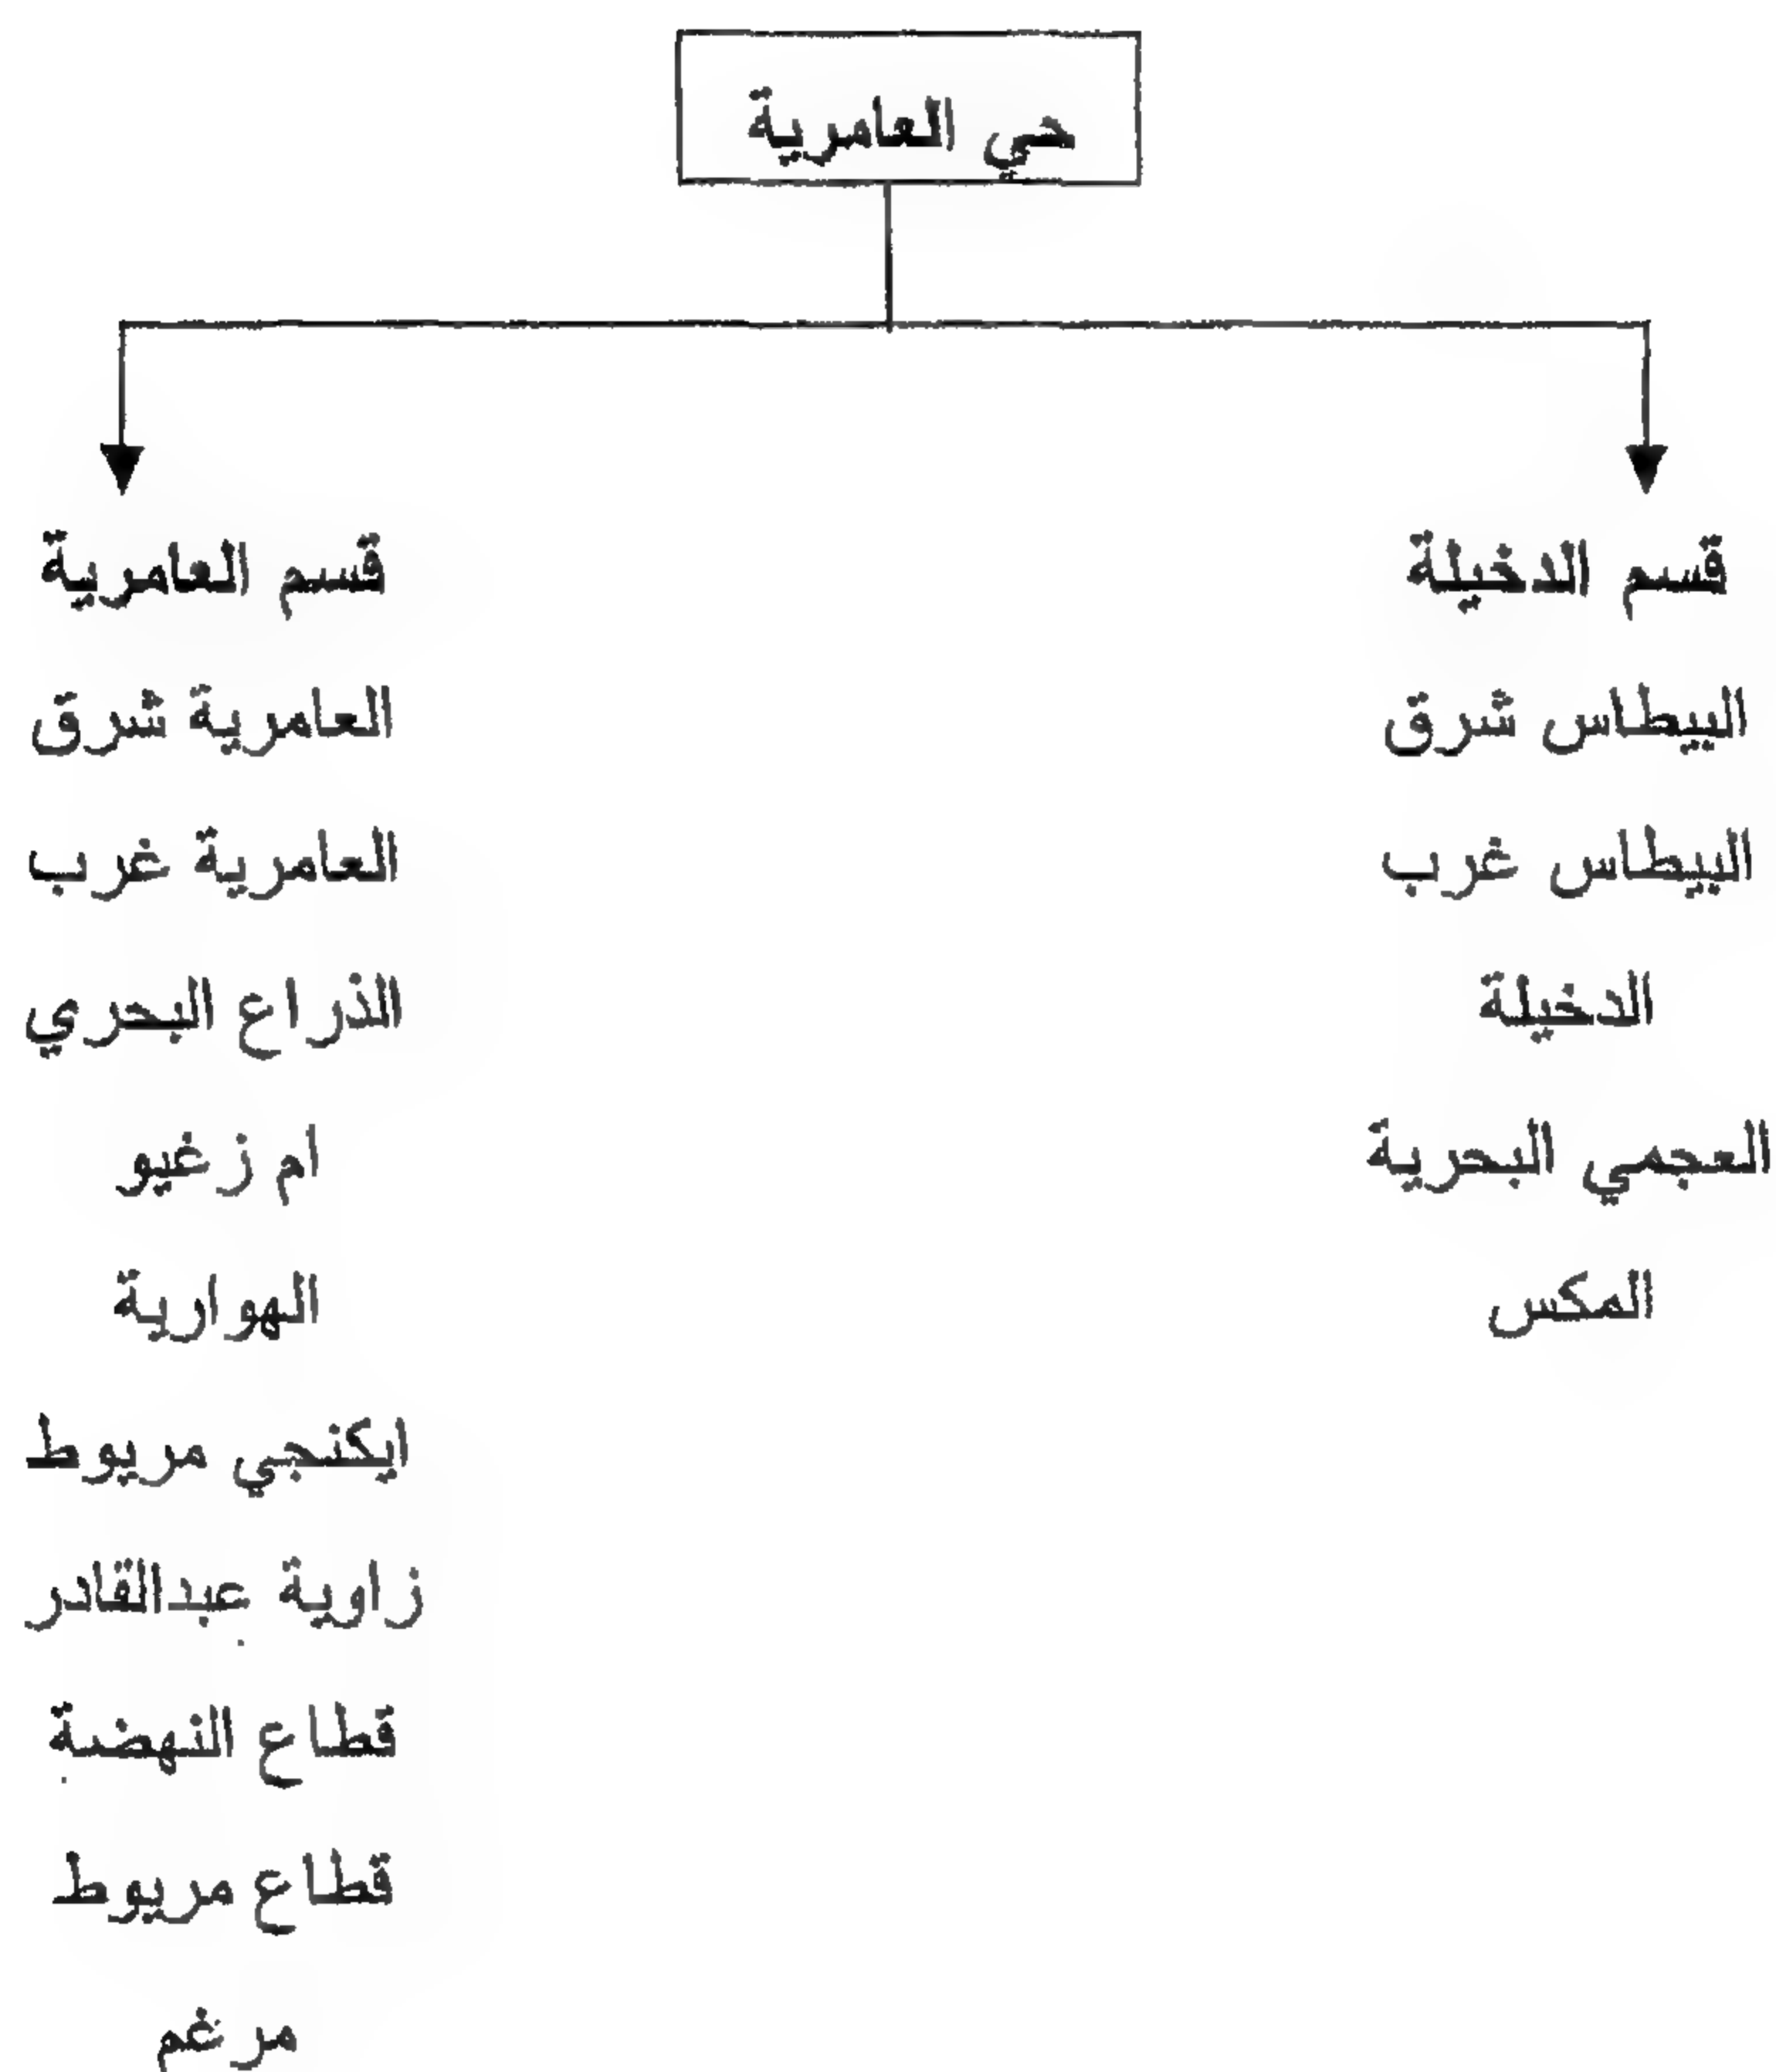 حي العامرية
قسم الدخيلة
البيطاس شرق
البيطاس غرب
الدخيلة
العجمي البحرية
المكس
قسم العامرية
العامرية شرق
العامرية غرب
الذراع البحري
ام زغيو
الهوارية
ايكنجي مريوط
زاوية عبدالقادر
قطاع النهضة
قطاع مريوط
مرغم